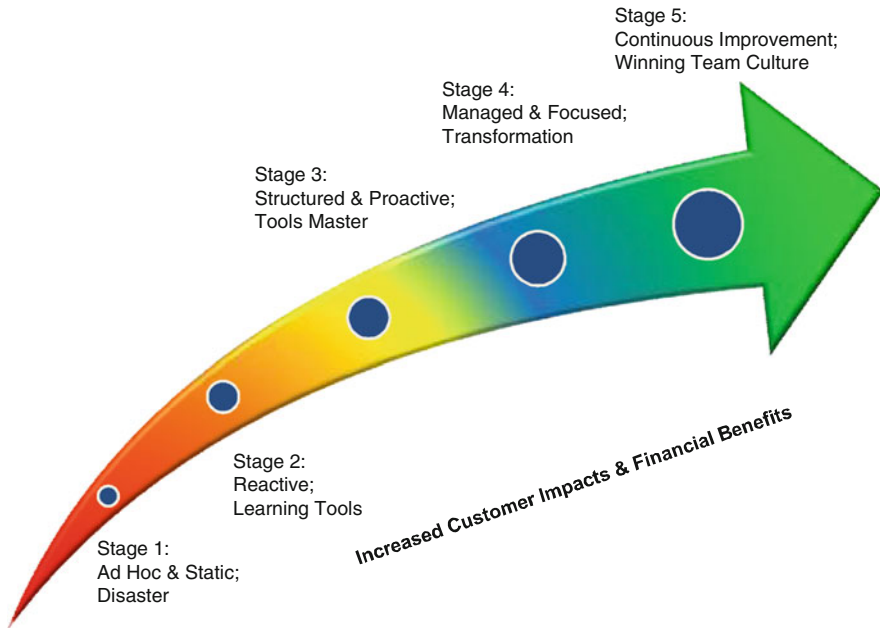 Stage 1:
Ad Hoc & Static;
Disaster
Stage 2:
Reactive;
Learning Tools
Stage 3:
Structured & Proactive;
Tools Master
Stage 4:
Managed & Focused;
Transformation
Stage 5:
Continuous Improvement;
Winning Team Culture
Increased Customer Impacts & Financial Benefits